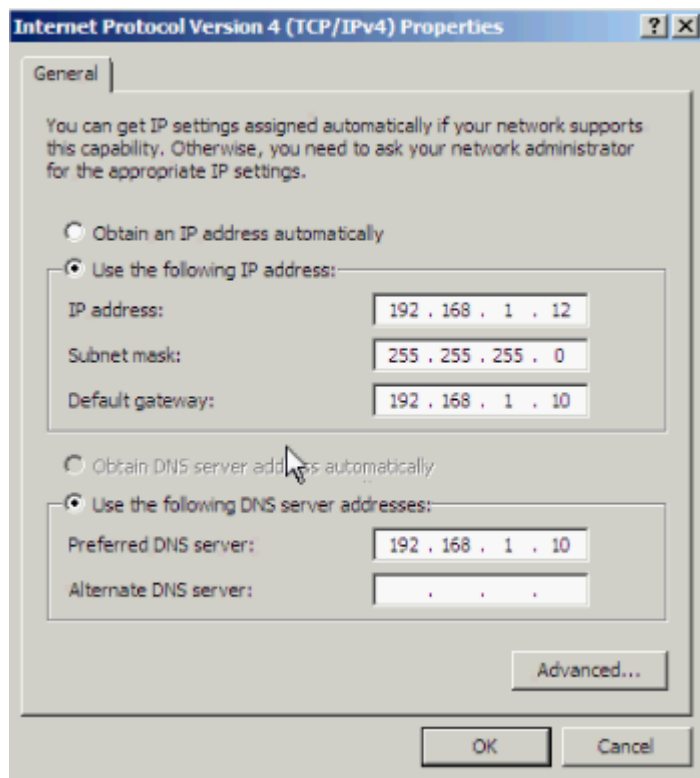 Internet Protocol Version 4 (TCP/IPv4) Properties
General
You can get IP settings assigned automatically if your network supports
this capability. Otherwise, you need to ask your network administrator
for the appropriate IP settings.
Obtain an IP address automatically
Use the following IP address:
IP address: 192 . 168 . 1 . 12
Subnet mask: 255 . 255 . 255 . 0
Default gateway: 192 . 168 . 1 . 10
Obtain DNS server address automatically
Use the following DNS server addresses:
Preferred DNS server: 192 . 168 . 1 . 10
Alternate DNS server: . . .
Advanced...
OK Cancel